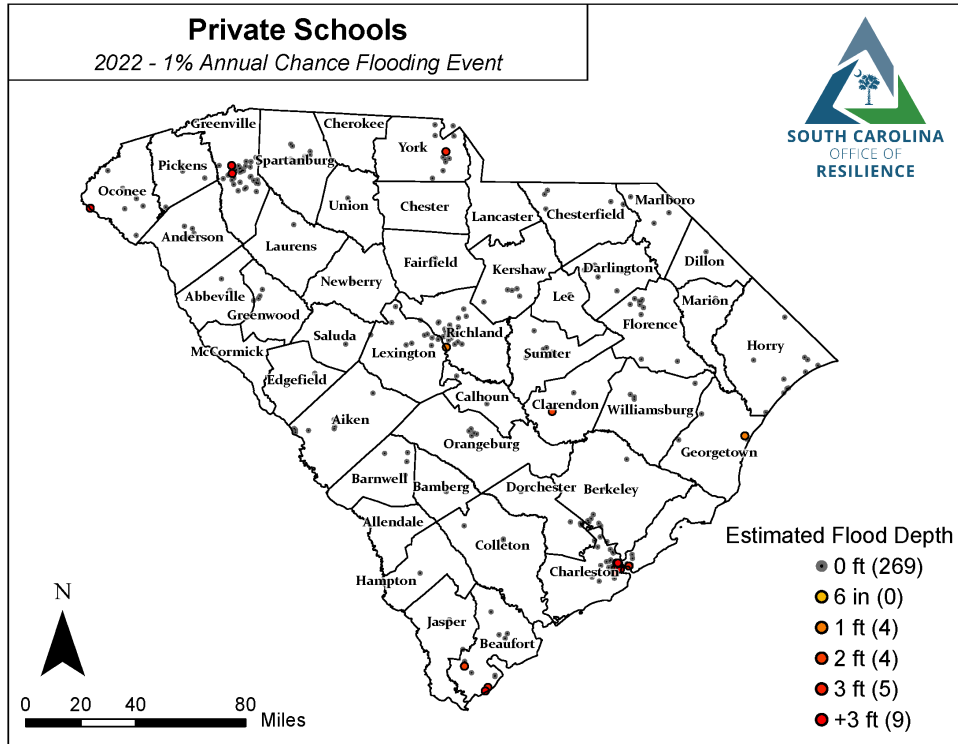 Private Schools
2022 - 1% Annual Chance Flooding Event
SOUTH CAROLINA
OFFICE OF
RESILIENCE
Greenville
Cherokee
York
Pickens
Spartanburg
Oconee
Union
Chester
Lancaster
Chesterfield
Marlboro
Anderson
Laurens
Fairfield
Kershaw
Darlington
Dillon
Newberry
Lee
Marion
Abbeville
Greenwood
Florence
Saluda
Richland
Horry
McCormick
Lexington
Sumter
Edgefield
Calhoun
Clarendon
Williamsburg
Aiken
Orangeburg
Georgetown
Barnwell
Bamberg
Dorchester
Berkeley
Allendale
Colleton
Charleston
Hampton
Jasper
Beaufort
Estimated Flood Depth
0 ft (269)
6 in (0)
1 ft (4)
2 ft (4)
3 ft (5)
+3 ft (9)
N
0 20 40 80 Miles